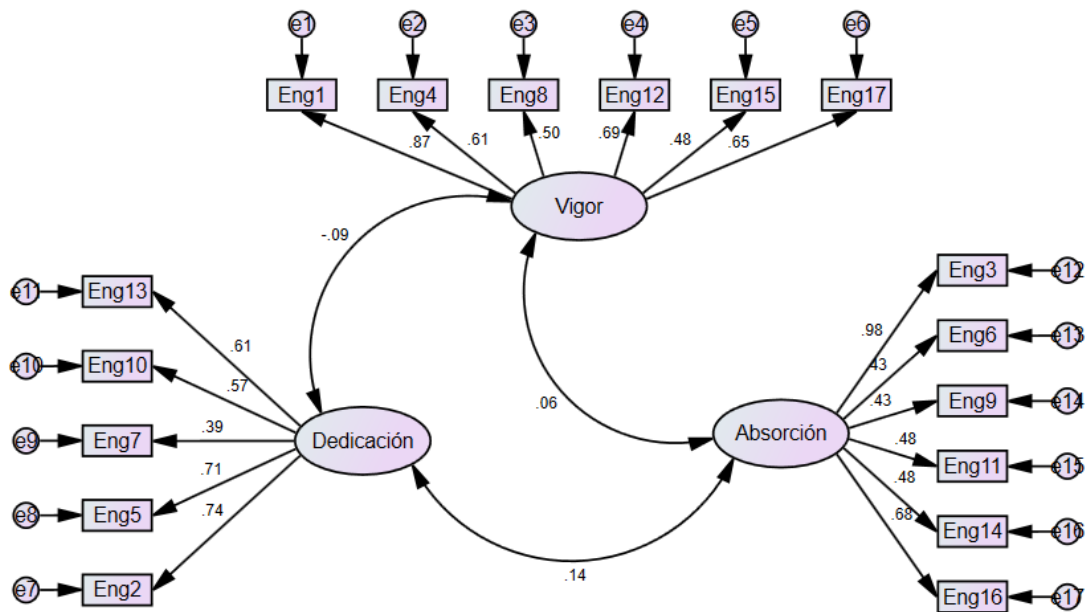 e1 e2 e3 e4 e5 e6
Eng1 Eng4 Eng8 Eng12 Eng15 Eng17
.87 .61 .50 .69 .48 .65
Vigor
-.09
.06
e11 Eng13 .61
e10 Eng10 .57
e9 Eng7 .39
e8 Eng5 .71
e7 Eng2 .74
Dedicación
.14
Absorción
.98 Eng3 e12
.43 Eng6 e13
.43 Eng9 e14
.48 Eng11 e15
.48 Eng14 e16
.68 Eng16 e17